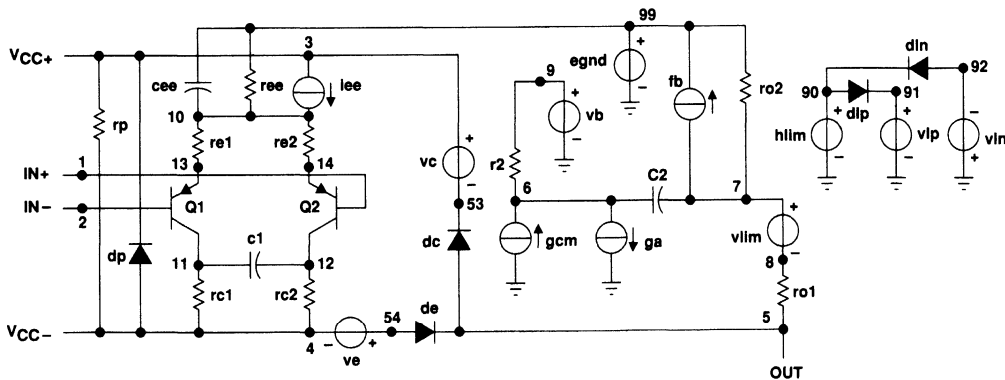 99
VCC+
3
cee
ree
Iee
egnd
fb
ro2
dln
92
9
90
91
dlp
vb
hlim
vlp
vln
10
rp
re1
re2
vc
r2
IN+
1
13
14
53
6
C2
7
IN−
2
Q1
Q2
dc
gcm
ga
vlim
dp
c1
8
11
12
rc1
rc2
de
54
ro1
VCC−
4
ve
5
OUT